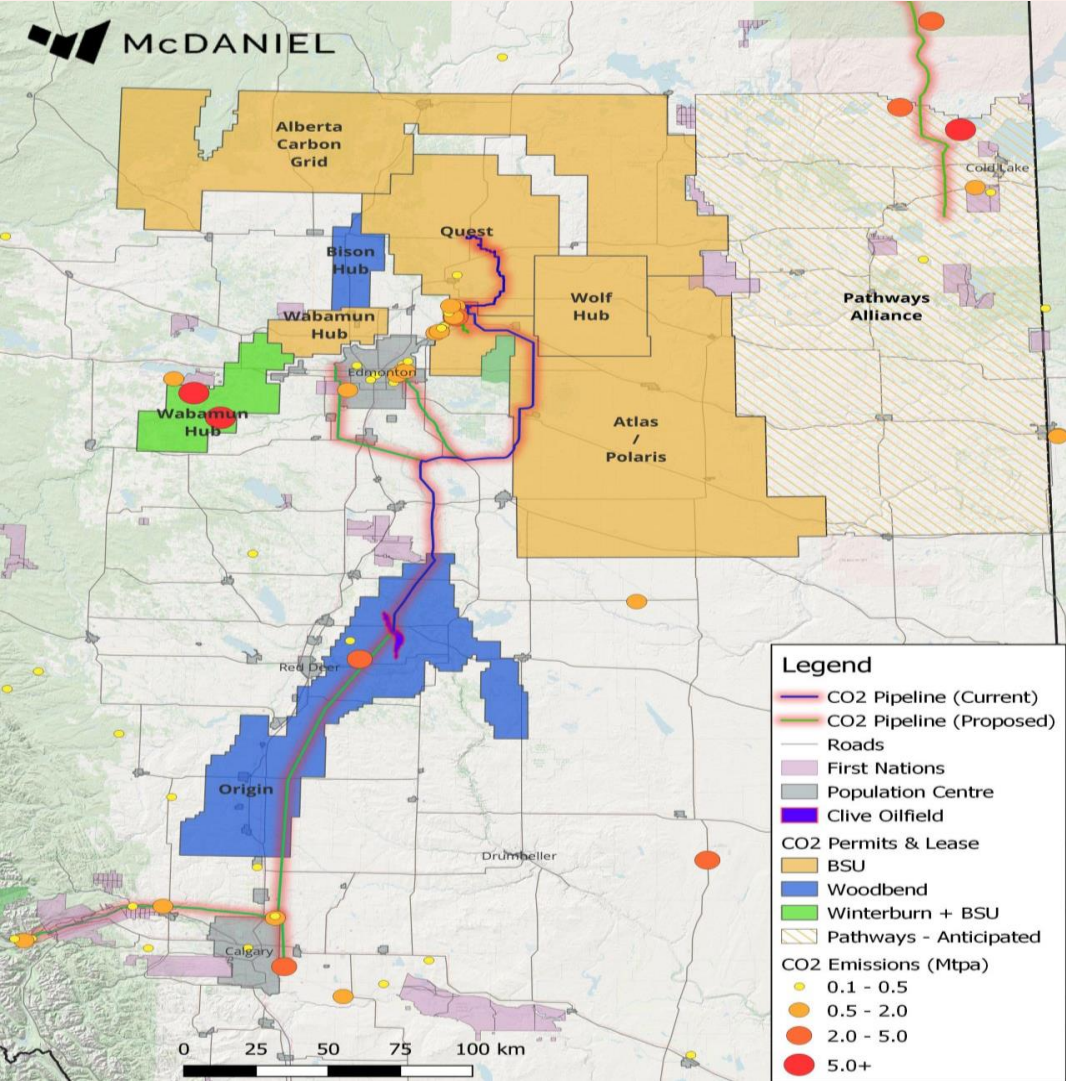 McDANIEL
Alberta
Carbon
Grid
Cold Lake
Quest
Bison
Hub
Wolf
Hub
Pathways
Alliance
Wabamun
Hub
Edmonton
Wabamun
Hub
Atlas
/
Polaris
Red Deer
Origin
Drumheller
Calgary
Legend
CO2 Pipeline (Current)
CO2 Pipeline (Proposed)
Roads
First Nations
Population Centre
Clive Oilfield
CO2 Permits & Lease
BSU
Woodbend
Winterburn + BSU
Pathways - Anticipated
CO2 Emissions (Mtpa)
0.1 - 0.5
0.5 - 2.0
2.0 - 5.0
5.0+
0 25 50 75 100 km